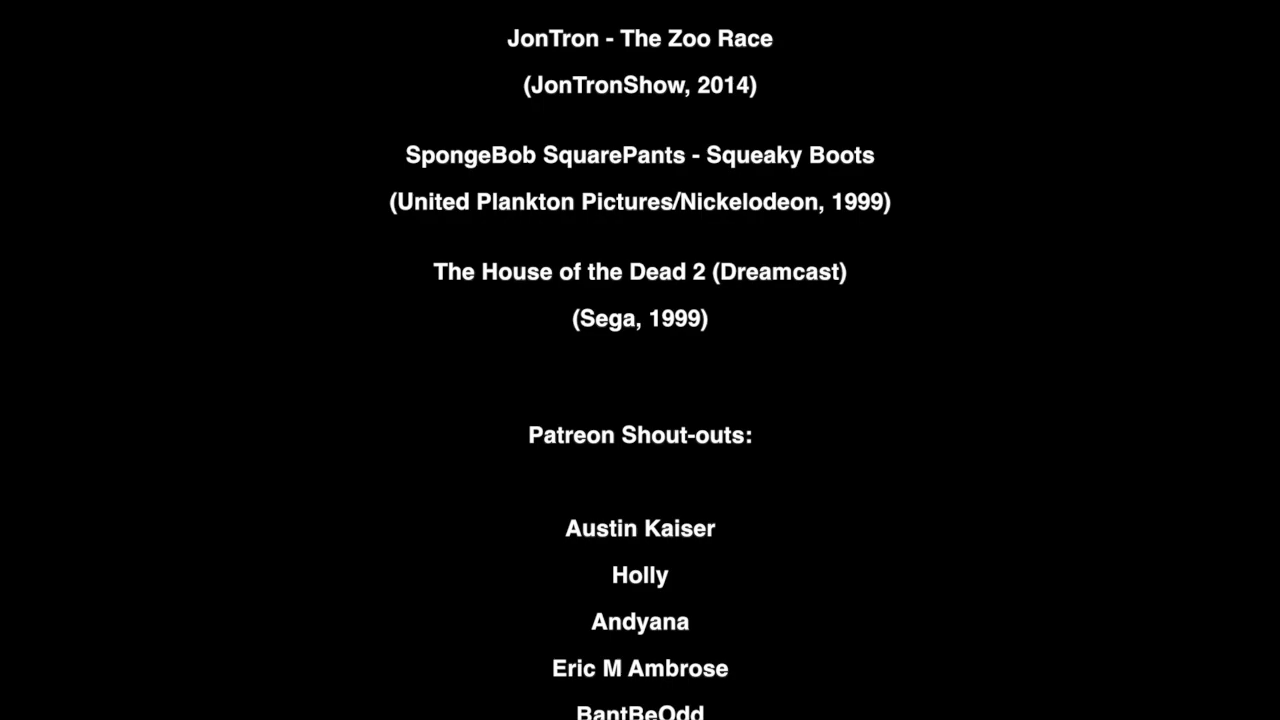 JonTron - The Zoo Race
(JonTronShow, 2014)
SpongeBob SquarePants - Squeaky Boots
(United Plankton Pictures/Nickelodeon, 1999)
The House of the Dead 2 (Dreamcast)
(Sega, 1999)
Patreon Shout-outs:
Austin Kaiser
Holly
Andyana
Eric M Ambrose
BantBeOdd